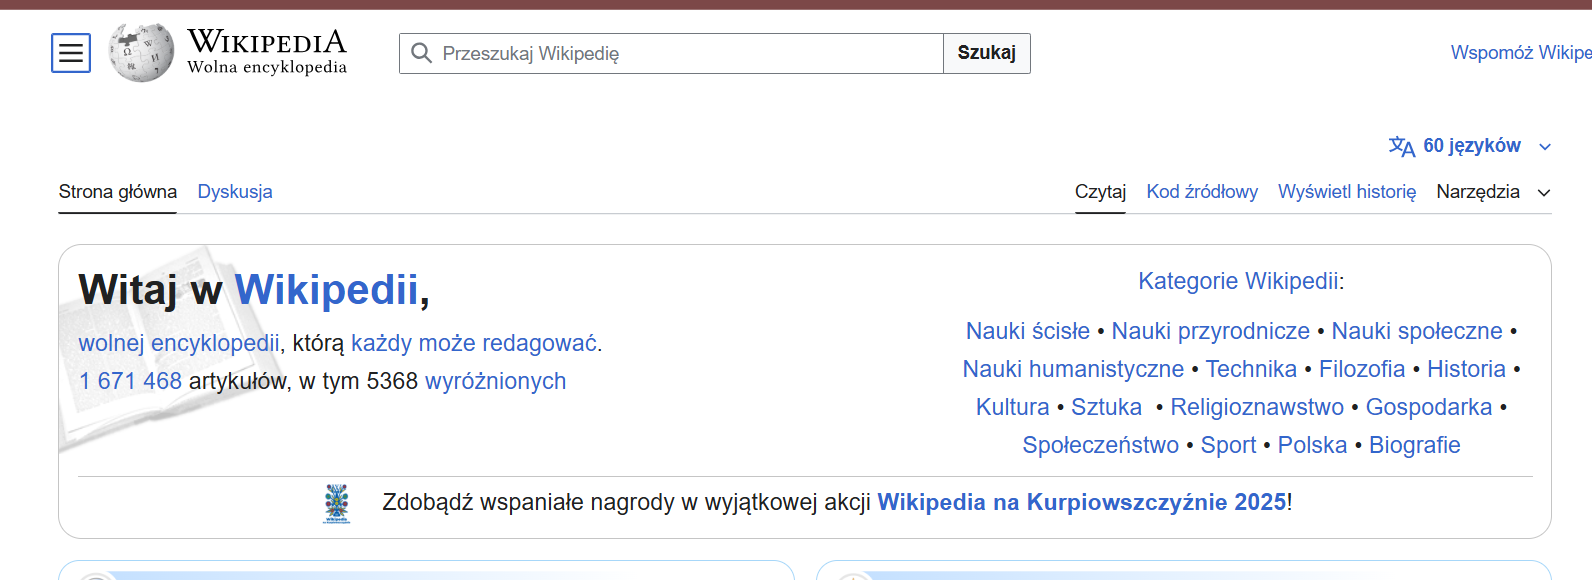 WIKIPEDIA
Wolna encyklopedia
Przeszukaj Wikipedię
Szukaj
Wspomóż
60 języków
Strona główna Dyskusja
Czytaj Kod źródłowy Wyświetl historię Narzędzia
Witaj w Wikipedii,
wolnej encyklopedii, którą każdy może redagować.
1 671 468 artykułów, w tym 5368 wyróżnionych
Kategorie Wikipedii:
Nauki ścisłe • Nauki przyrodnicze • Nauki społeczne •
Nauki humanistyczne • Technika • Filozofia • Historia •
Kultura • Sztuka • Religioznawstwo • Gospodarka •
Społeczeństwo • Sport • Polska • Biografie
Zdobądź wspaniałe nagrody w wyjątkowej akcji Wikipedia na Kurpiowszczyźnie 2025!